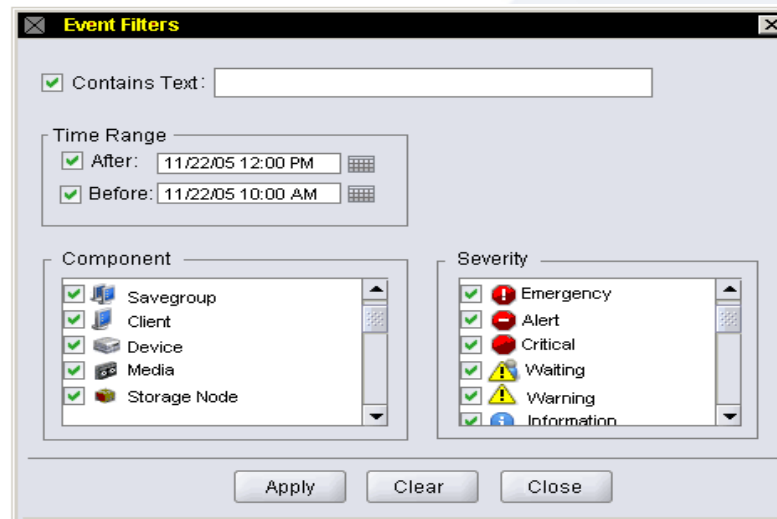 Event Filters
Contains Text:
Time Range
After: 11/22/05 12:00 PM
Before: 11/22/05 10:00 AM
Component
Savegroup
Client
Device
Media
Storage Node
Severity
Emergency
Alert
Critical
Waiting
Warning
Information
Apply Clear Close